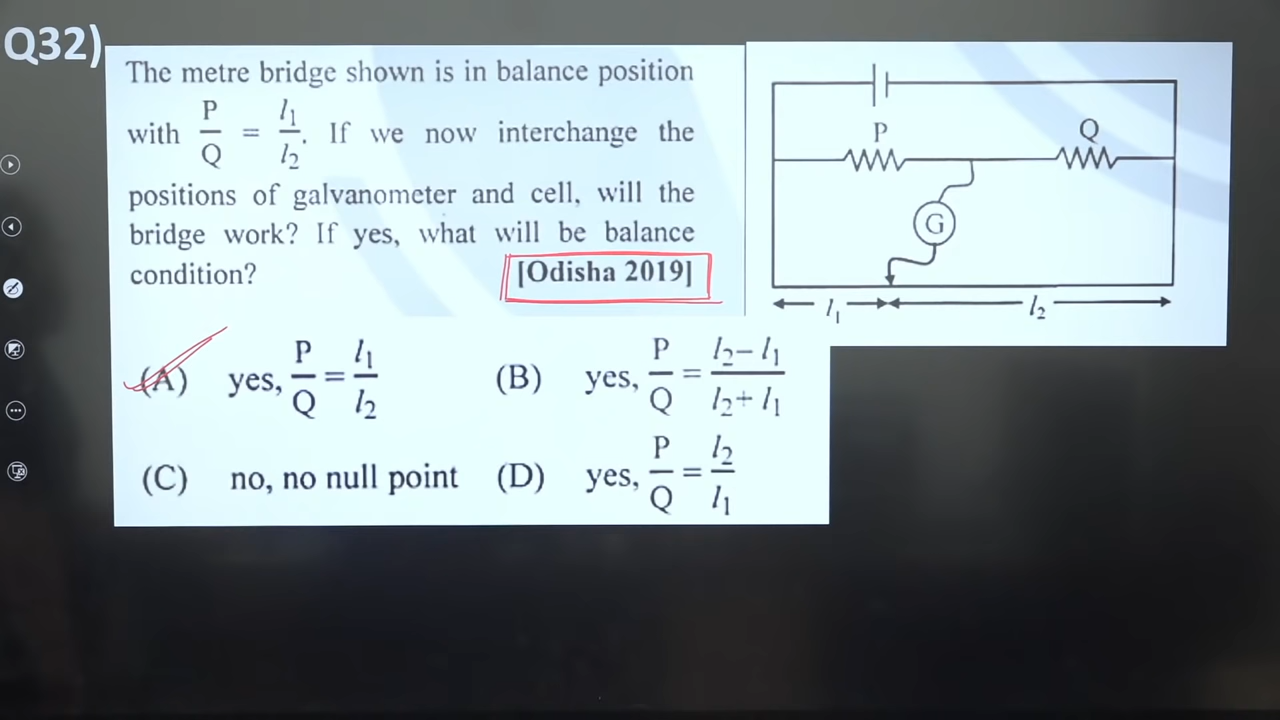 Q32)
The metre bridge shown is in balance position
with P/Q = l₁/l₂. If we now interchange the
positions of galvanometer and cell, will the
bridge work? If yes, what will be balance
condition? [Odisha 2019]
P
Q
G
l₁
l₂
(A) yes, P/Q = l₁/l₂ (B) yes, P/Q = l₂− l₁/l₂+ l₁
(C) no, no null point (D) yes, P/Q = l₂/l₁